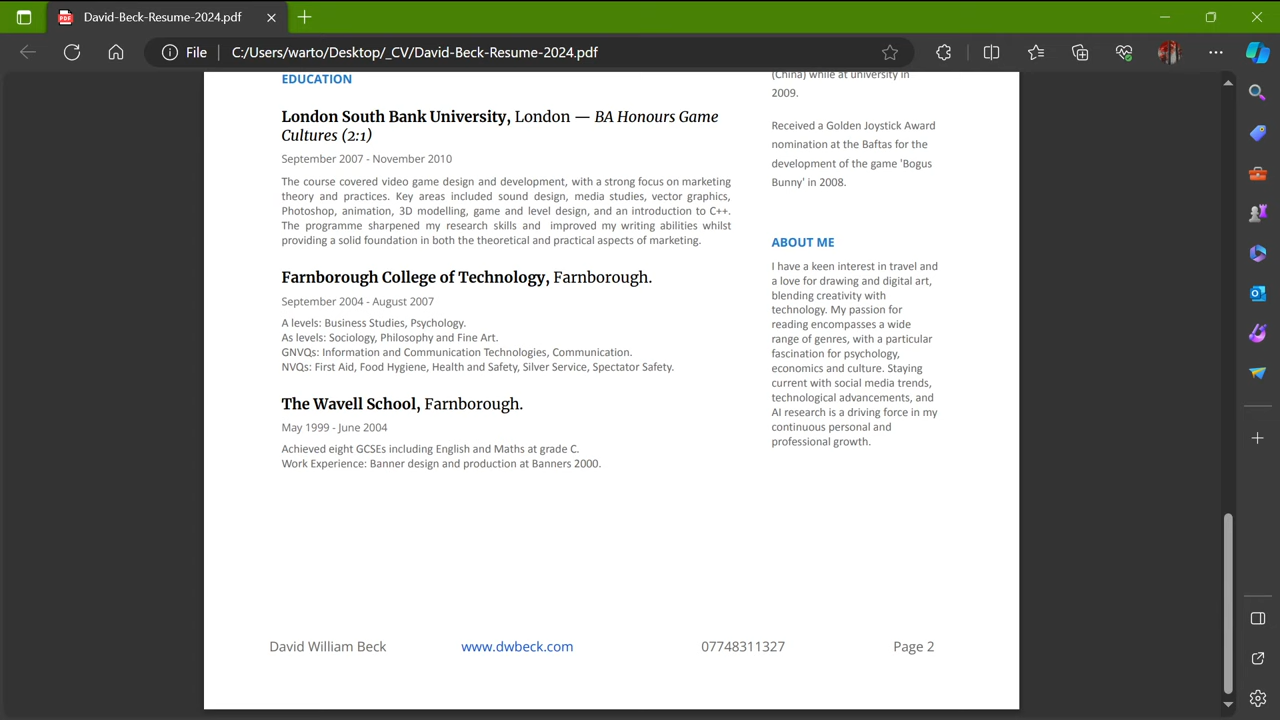 David-Beck-Resume-2024.pdf
File
C:/Users/warto/Desktop/_CV/David-Beck-Resume-2024.pdf
EDUCATION
London South Bank University, London — BA Honours Game
Cultures (2:1)
September 2007 - November 2010
The course covered video game design and development, with a strong focus on marketing
theory and practices. Key areas included sound design, media studies, vector graphics,
Photoshop, animation, 3D modelling, game and level design, and an introduction to C++.
The programme sharpened my research skills and improved my writing abilities whilst
providing a solid foundation in both the theoretical and practical aspects of marketing.
Farnborough College of Technology, Farnborough.
September 2004 - August 2007
A levels: Business Studies, Psychology.
As levels: Sociology, Philosophy and Fine Art.
GNVQs: Information and Communication Technologies, Communication.
NVQs: First Aid, Food Hygiene, Health and Safety, Silver Service, Spectator Safety.
The Wavell School, Farnborough.
May 1999 - June 2004
Achieved eight GCSEs including English and Maths at grade C.
Work Experience: Banner design and production at Banners 2000.
(China) while at university in
2009.
Received a Golden Joystick Award
nomination at the Baftas for the
development of the game 'Bogus
Bunny' in 2008.
ABOUT ME
I have a keen interest in travel and
a love for drawing and digital art,
blending creativity with
technology. My passion for
reading encompasses a wide
range of genres, with a particular
fascination for psychology,
economics and culture. Staying
current with social media trends,
technological advancements, and
AI research is a driving force in my
continuous personal and
professional growth.
David William Beck
www.dwbeck.com
07748311327
Page 2